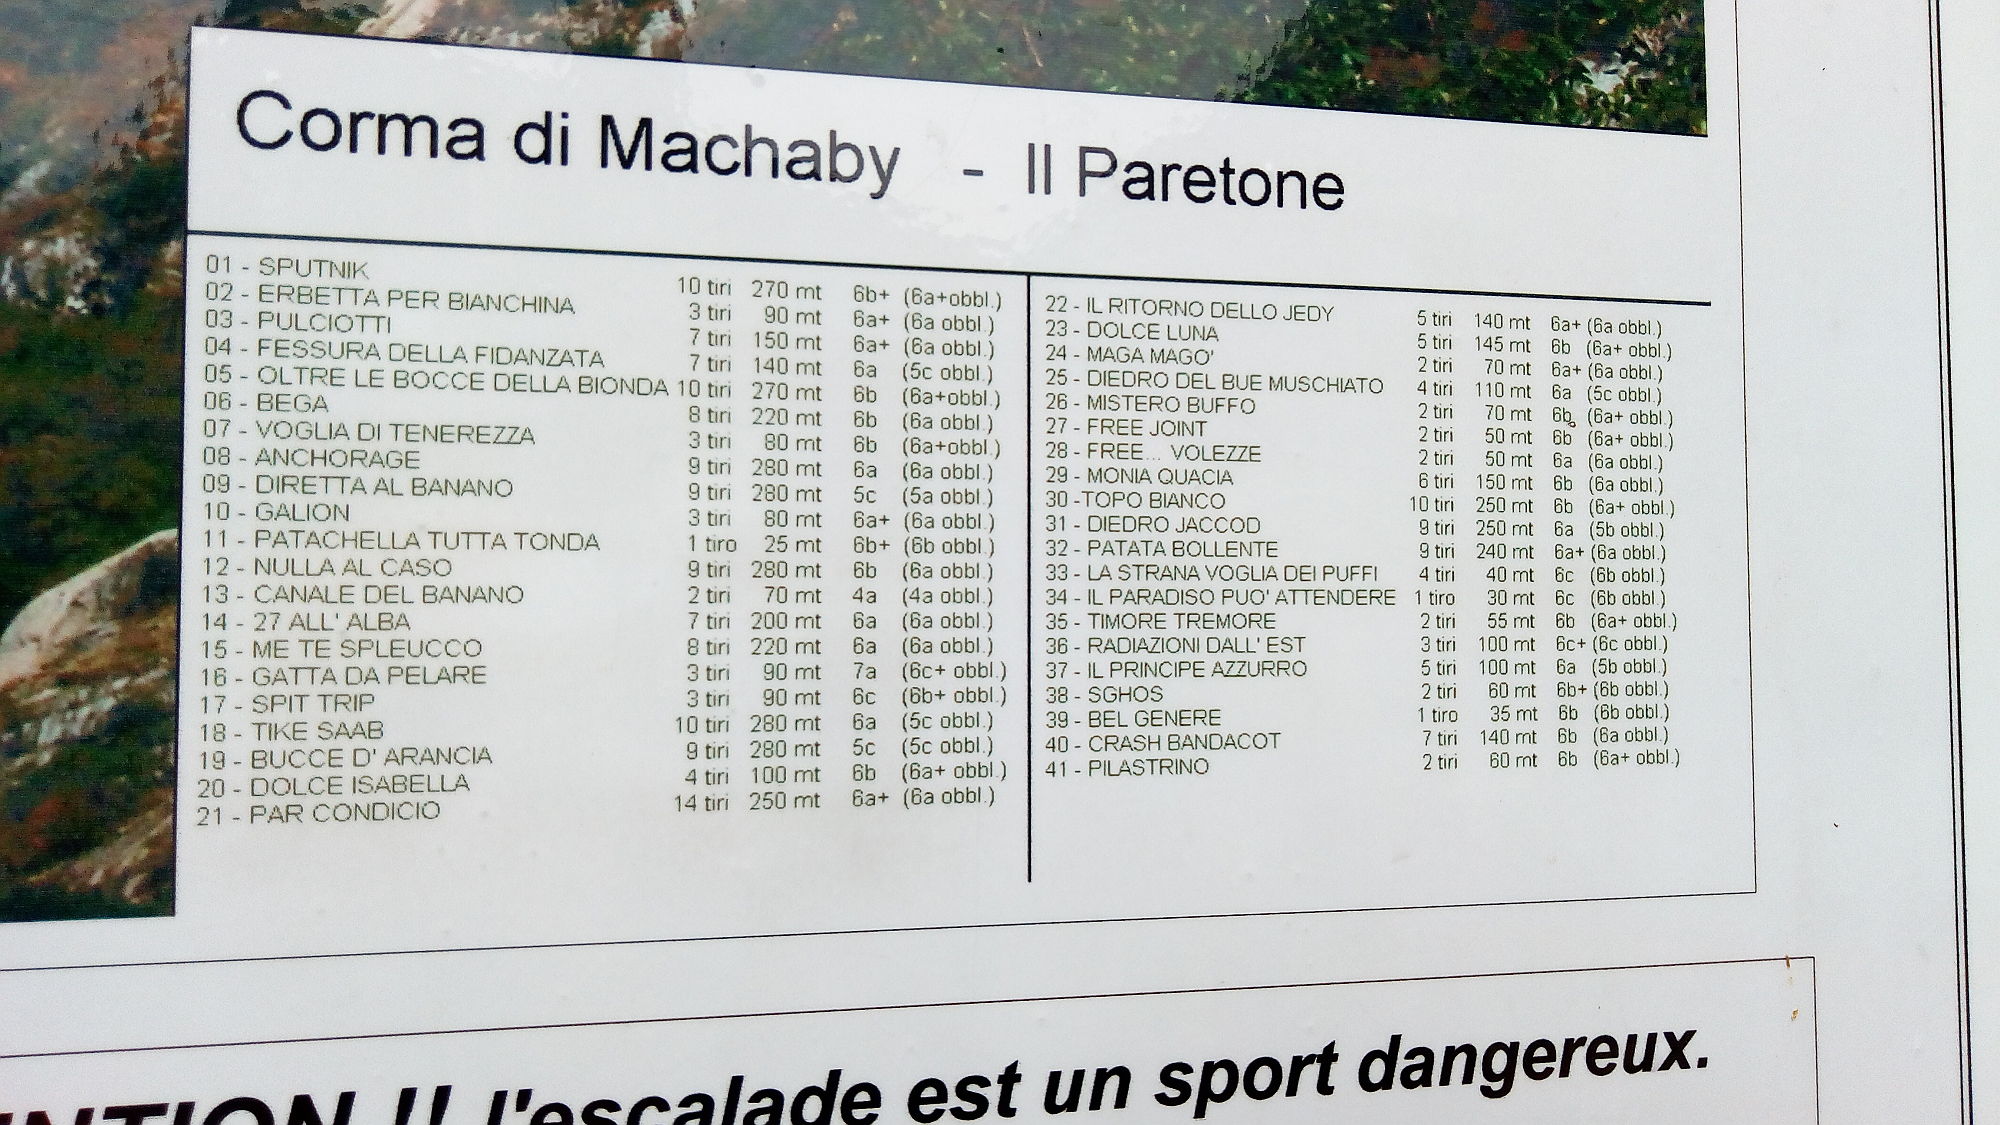 Corma di Machaby - Il Paretone
01 - SPUTNIK 10 tiri 270 mt 6b+ (6a+obbl.)
02 - ERBETTA PER BIANCHINA 3 tiri 90 mt 6a+ (6a obbl.)
03 - PULCIOTTI 7 tiri 150 mt 6a+ (6a obbl.)
04 - FESSURA DELLA FIDANZATA 7 tiri 140 mt 6a (5c obbl.)
05 - OLTRE LE BOCCE DELLA BIONDA 10 tiri 270 mt 6b (6a+obbl.)
06 - BEGA 8 tiri 220 mt 6b (6a obbl.)
07 - VOGLIA DI TENEREZZA 3 tiri 80 mt 6b (6a+obbl.)
08 - ANCHORAGE 9 tiri 280 mt 6a (6a obbl.)
09 - DIRETTA AL BANANO 9 tiri 280 mt 5c (5a obbl.)
10 - GALION 3 tiri 80 mt 6a+ (6a obbl.)
11 - PATACHELLA TUTTA TONDA 1 tiro 25 mt 6b+ (6b obbl.)
12 - NULLA AL CASO 9 tiri 280 mt 6b (6a obbl.)
13 - CANALE DEL BANANO 2 tiri 70 mt 4a (4a obbl.)
14 - 27 ALL' ALBA 7 tiri 200 mt 6a (6a obbl.)
15 - ME TE SPLEUCCO 8 tiri 220 mt 6a (6a obbl.)
16 - GATTA DA PELARE 3 tiri 90 mt 7a (6c+ obbl.)
17 - SPIT TRIP 3 tiri 90 mt 6c (6b+ obbl.)
18 - TIKE SAAB 10 tiri 280 mt 6a (5c obbl.)
19 - BUCCE D' ARANCIA 9 tiri 280 mt 5c (5c obbl.)
20 - DOLCE ISABELLA 4 tiri 100 mt 6b (6a+ obbl.)
21 - PAR CONDICIO 14 tiri 250 mt 6a+ (6a obbl.)
22 - IL RITORNO DELLO JEDY 5 tiri 140 mt 6a+ (6a obbl.)
23 - DOLCE LUNA 5 tiri 145 mt 6b (6a+ obbl.)
24 - MAGA MAGO' 2 tiri 70 mt 6a+ (6a obbl.)
25 - DIEDRO DEL BUE MUSCHIATO 4 tiri 110 mt 6a (5c obbl.)
26 - MISTERO BUFFO 2 tiri 70 mt 6b (6a+ obbl.)
27 - FREE JOINT 2 tiri 50 mt 6b (6a+ obbl.)
28 - FREE... VOLEZZE 2 tiri 50 mt 6a (6a obbl.)
29 - MONIA QUACIA 6 tiri 150 mt 6b (6a obbl.)
30 -TOPO BIANCO 10 tiri 250 mt 6b (6a+ obbl.)
31 - DIEDRO JACCOD 9 tiri 250 mt 6a (5b obbl.)
32 - PATATA BOLLENTE 9 tiri 240 mt 6a+ (6a obbl.)
33 - LA STRANA VOGLIA DEI PUFFI 4 tiri 40 mt 6c (6b obbl.)
34 - IL PARADISO PUO' ATTENDERE 1 tiro 30 mt 6c (6b obbl.)
35 - TIMORE TREMORE 2 tiri 55 mt 6b (6a+ obbl.)
36 - RADIAZIONI DALL' EST 3 tiri 100 mt 6c+ (6c obbl.)
37 - IL PRINCIPE AZZURRO 5 tiri 100 mt 6a (5b obbl.)
38 - SGHOS 2 tiri 60 mt 6b+ (6b obbl.)
39 - BEL GENERE 1 tiro 35 mt 6b (6b obbl.)
40 - CRASH BANDACOT 7 tiri 140 mt 6b (6a obbl.)
41 - PILASTRINO 2 tiri 60 mt 6b (6a+ obbl.)
NTION !! l'escalade est un sport dangereux.